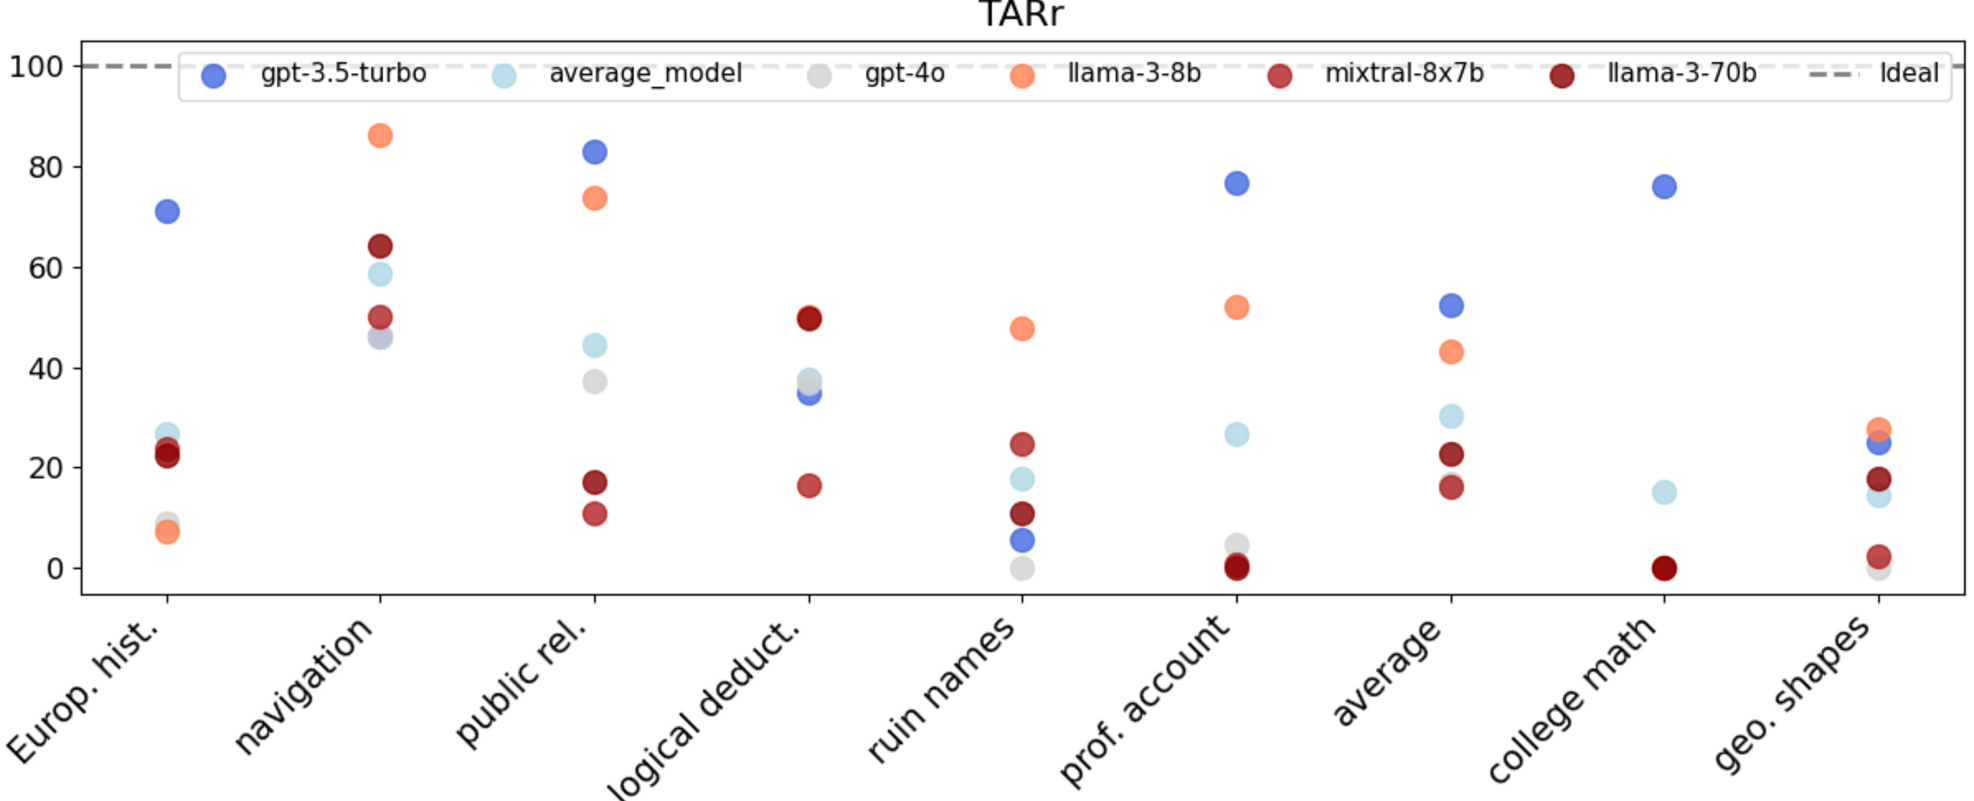 TARr
100
80
60
40
20
0
gpt-3.5-turbo average_model gpt-4o llama-3-8b mixtral-8x7b llama-3-70b Ideal
Europ. hist.
navigation
public rel.
logical deduct.
ruin names
prof. account
average
college math
geo. shapes